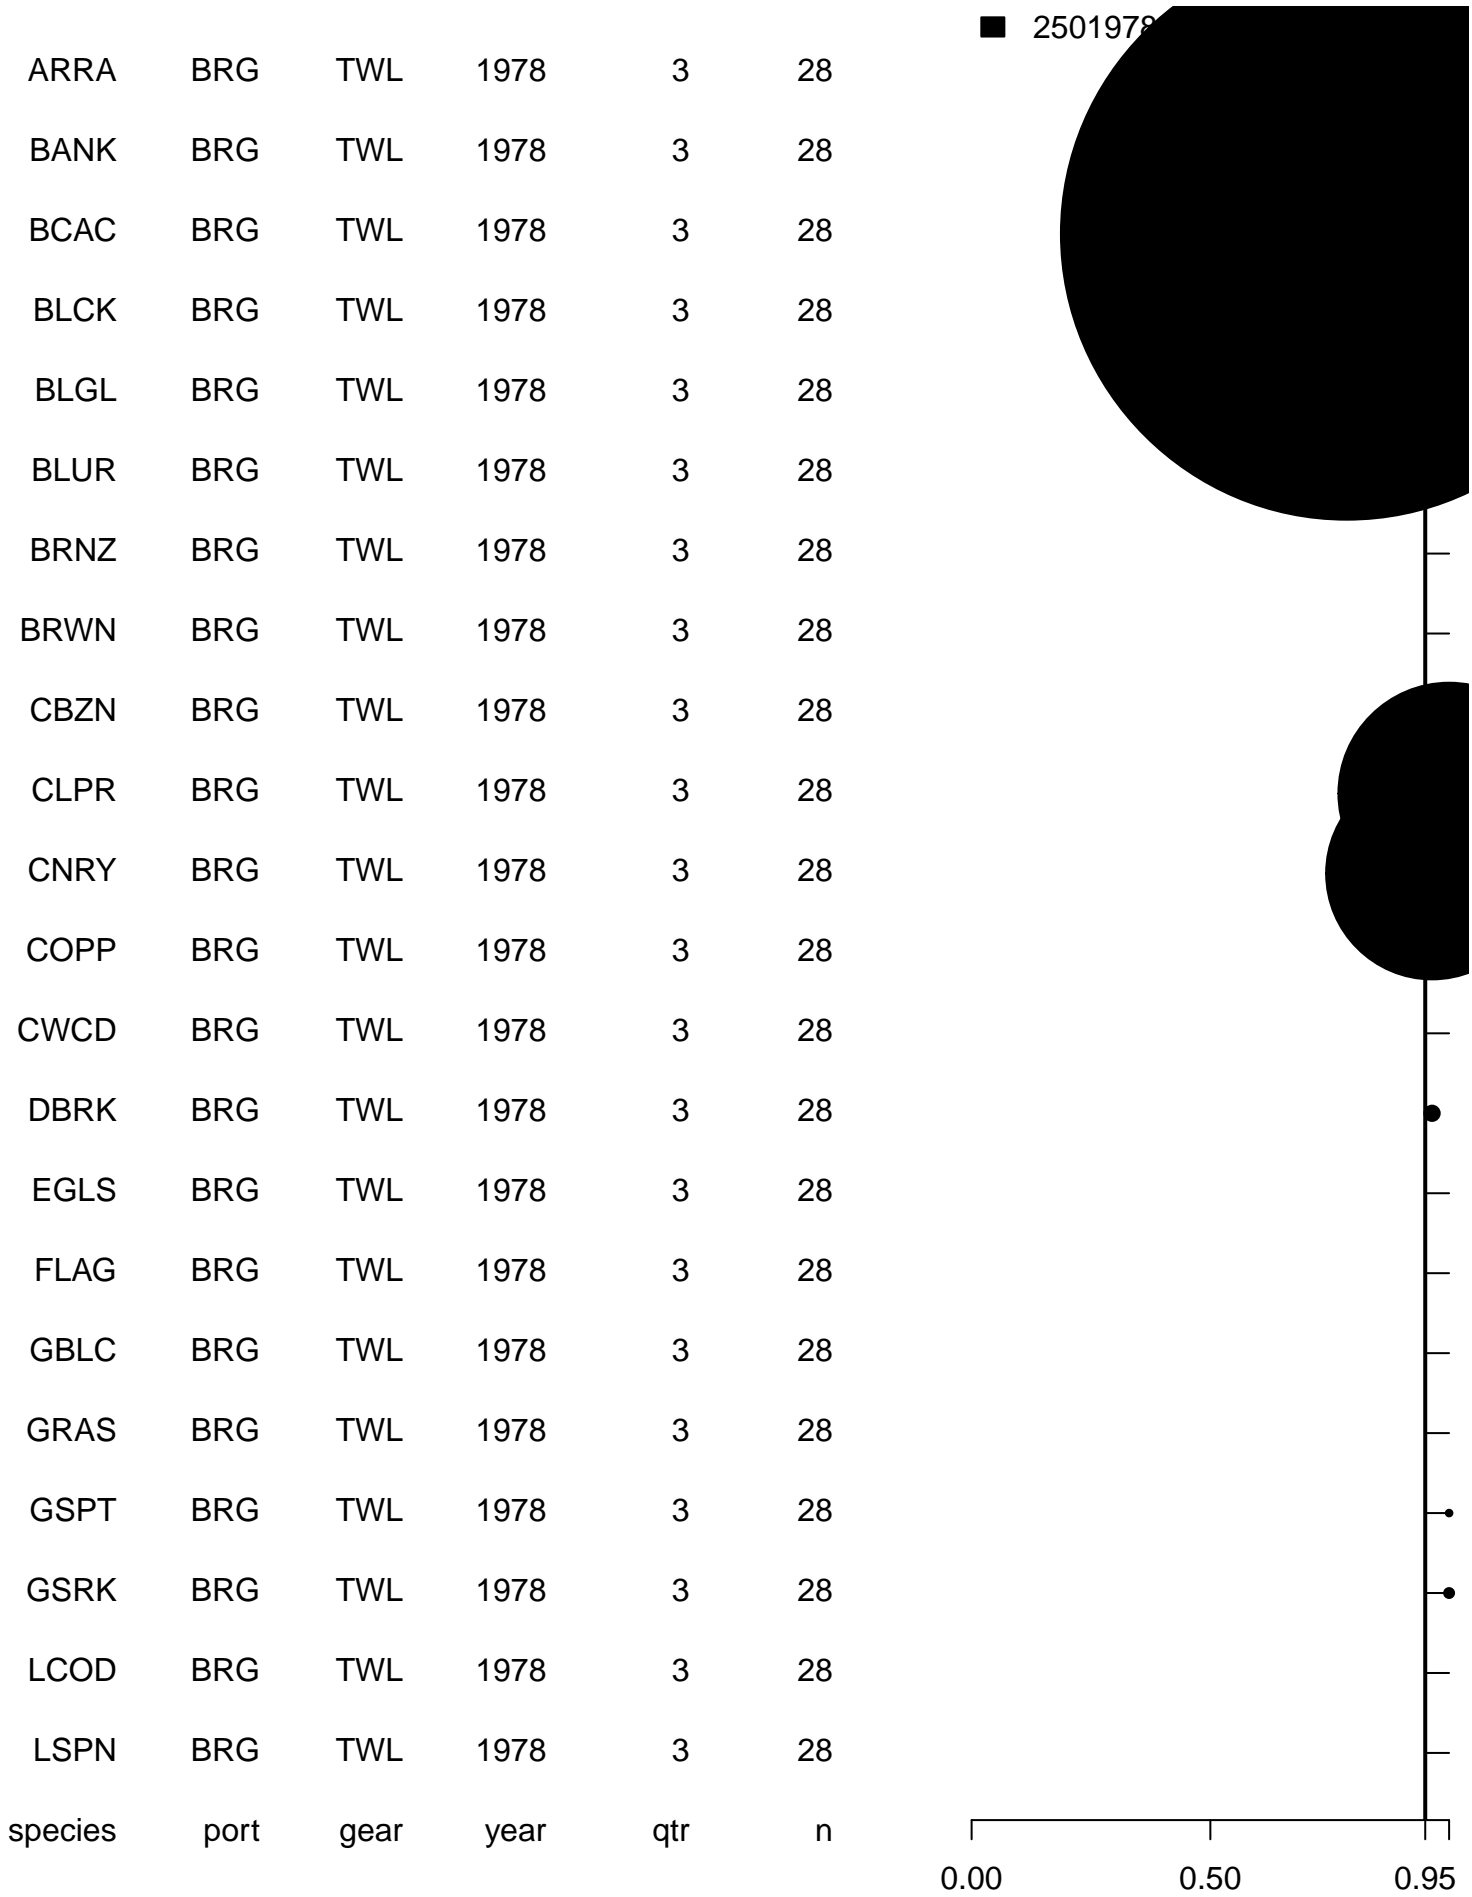 2501978
ARRA BRG TWL 1978 3 28
BANK BRG TWL 1978 3 28
BCAC BRG TWL 1978 3 28
BLCK BRG TWL 1978 3 28
BLGL BRG TWL 1978 3 28
BLUR BRG TWL 1978 3 28
BRNZ BRG TWL 1978 3 28
BRWN BRG TWL 1978 3 28
CBZN BRG TWL 1978 3 28
CLPR BRG TWL 1978 3 28
CNRY BRG TWL 1978 3 28
COPP BRG TWL 1978 3 28
CWCD BRG TWL 1978 3 28
DBRK BRG TWL 1978 3 28
EGLS BRG TWL 1978 3 28
FLAG BRG TWL 1978 3 28
GBLC BRG TWL 1978 3 28
GRAS BRG TWL 1978 3 28
GSPT BRG TWL 1978 3 28
GSRK BRG TWL 1978 3 28
LCOD BRG TWL 1978 3 28
LSPN BRG TWL 1978 3 28
species port gear year qtr n
0.00 0.50 0.95